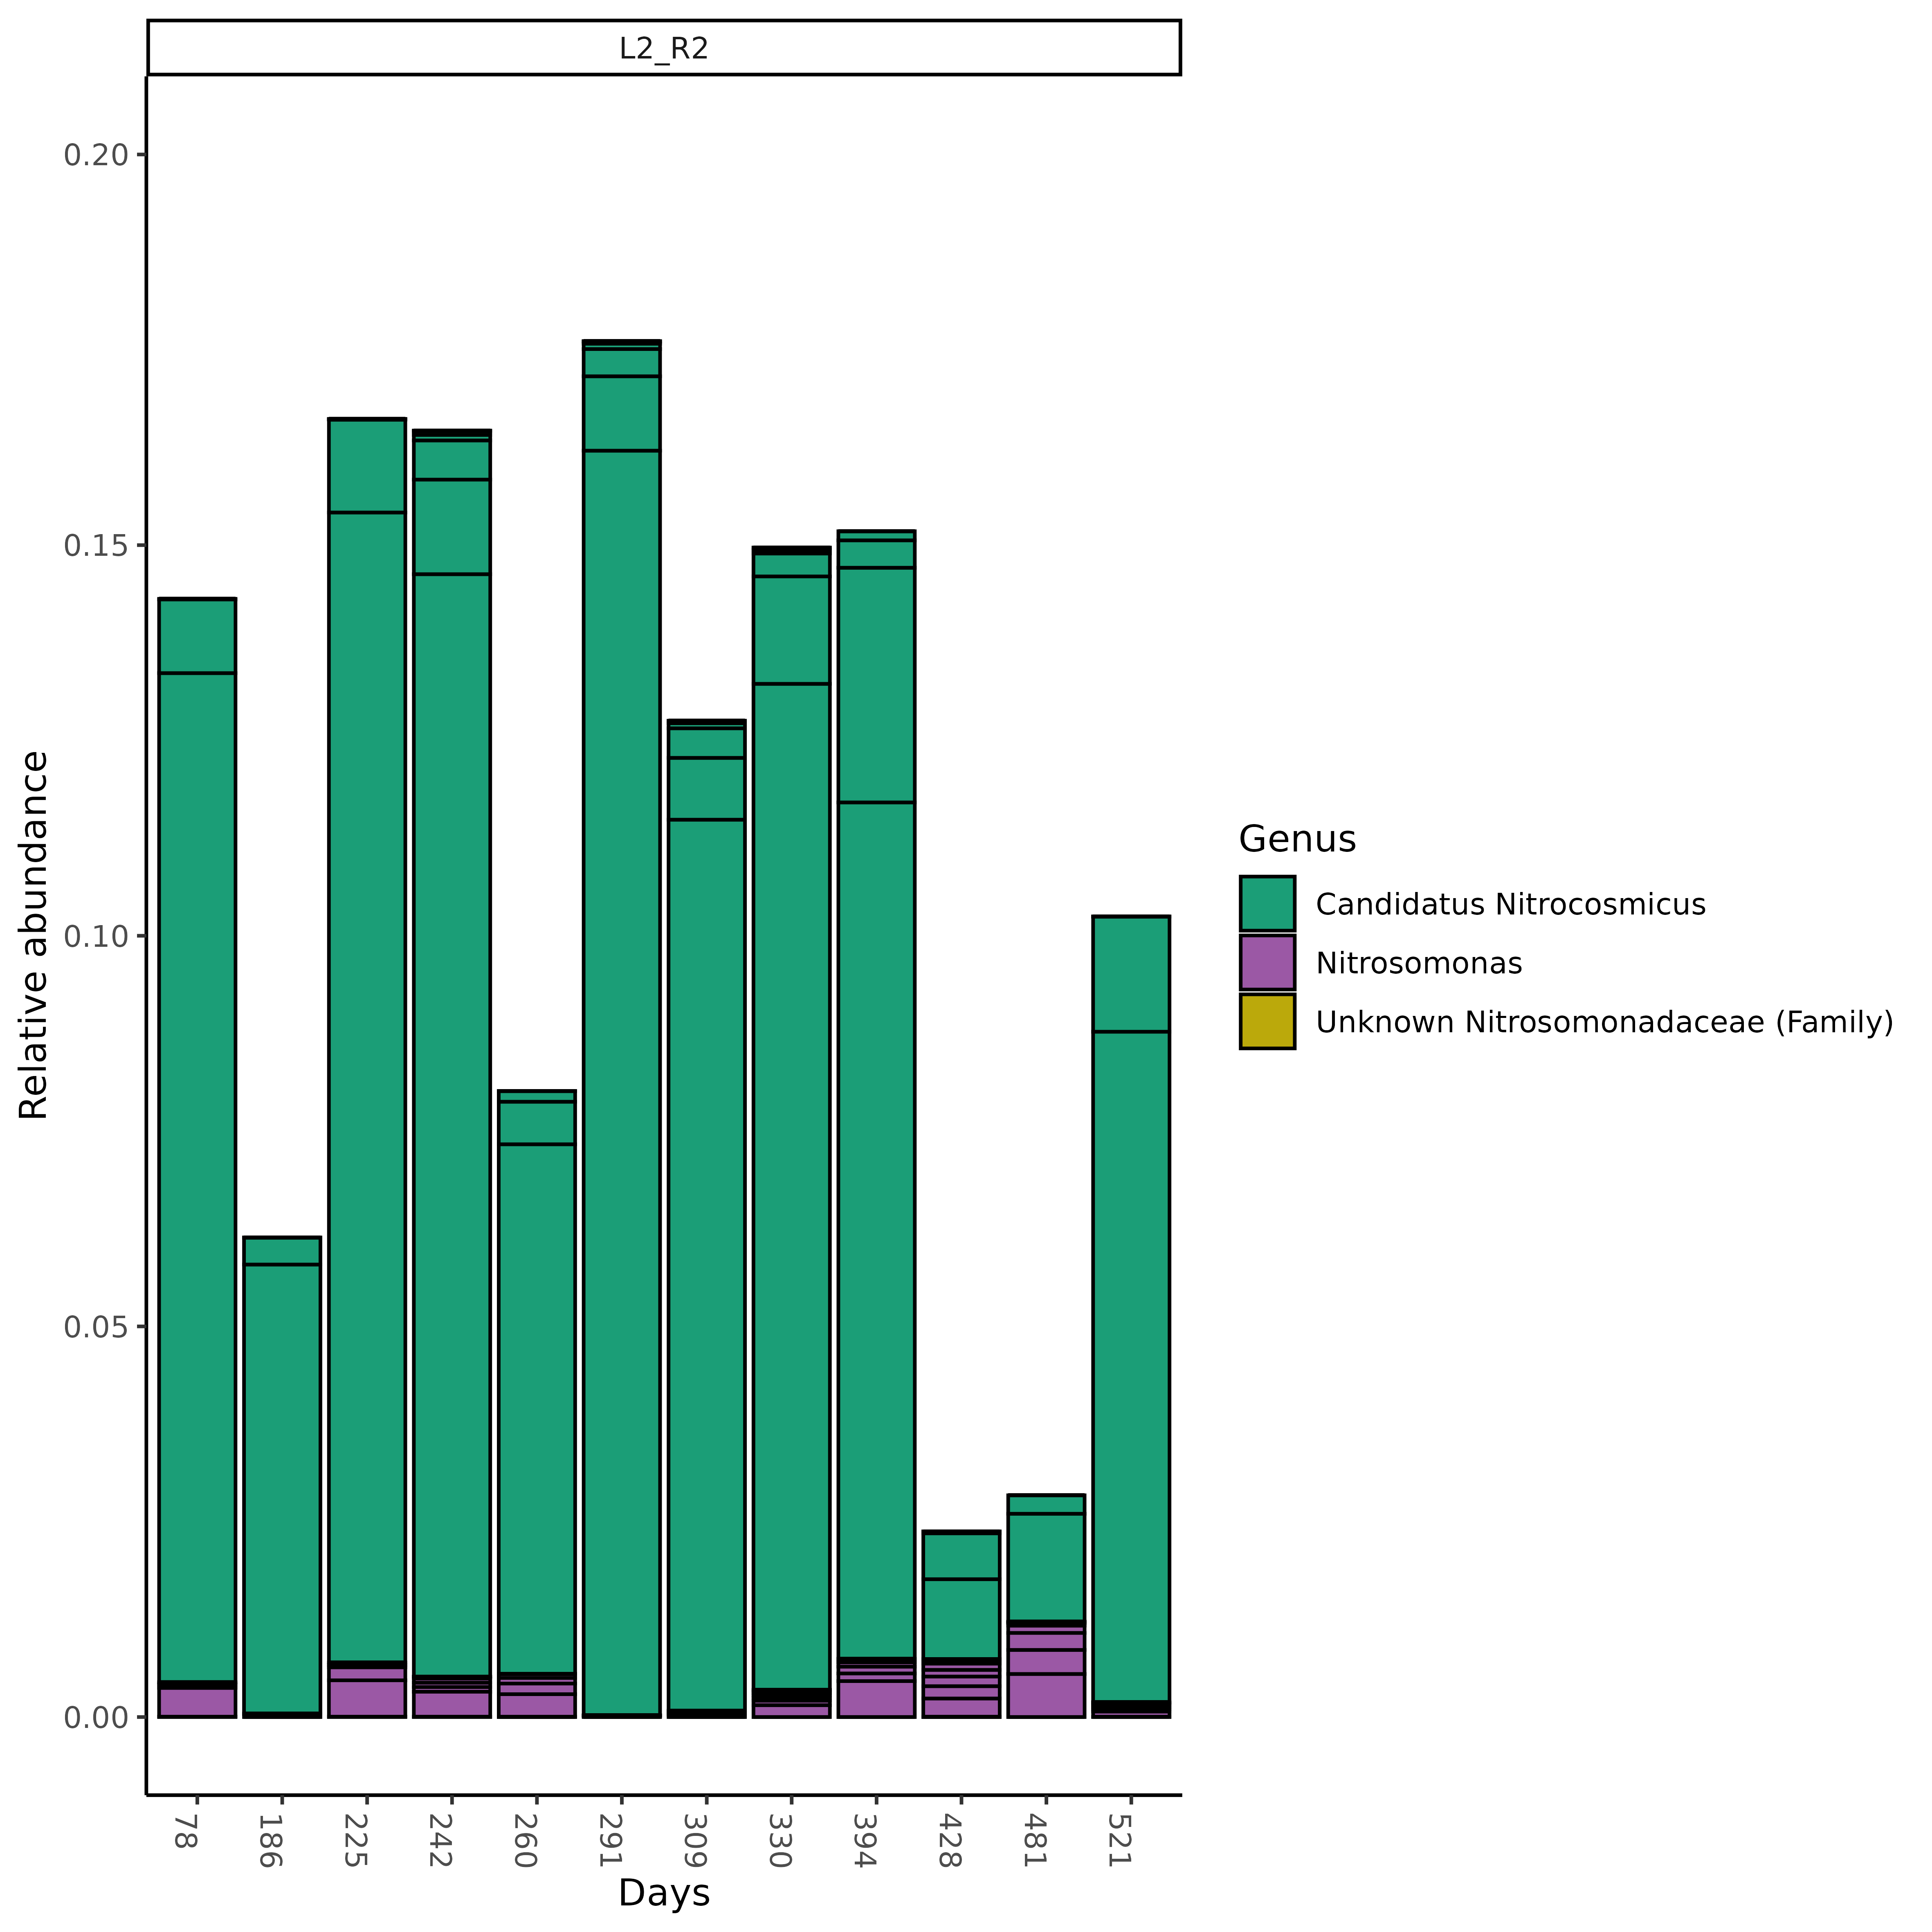 L2_R2
0.20
0.15
0.10
0.05
0.00
Relative abundance
78
186
225
242
260
291
309
330
394
428
481
521
Days
Genus
Candidatus Nitrocosmicus
Nitrosomonas
Unknown Nitrosomonadaceae (Family)